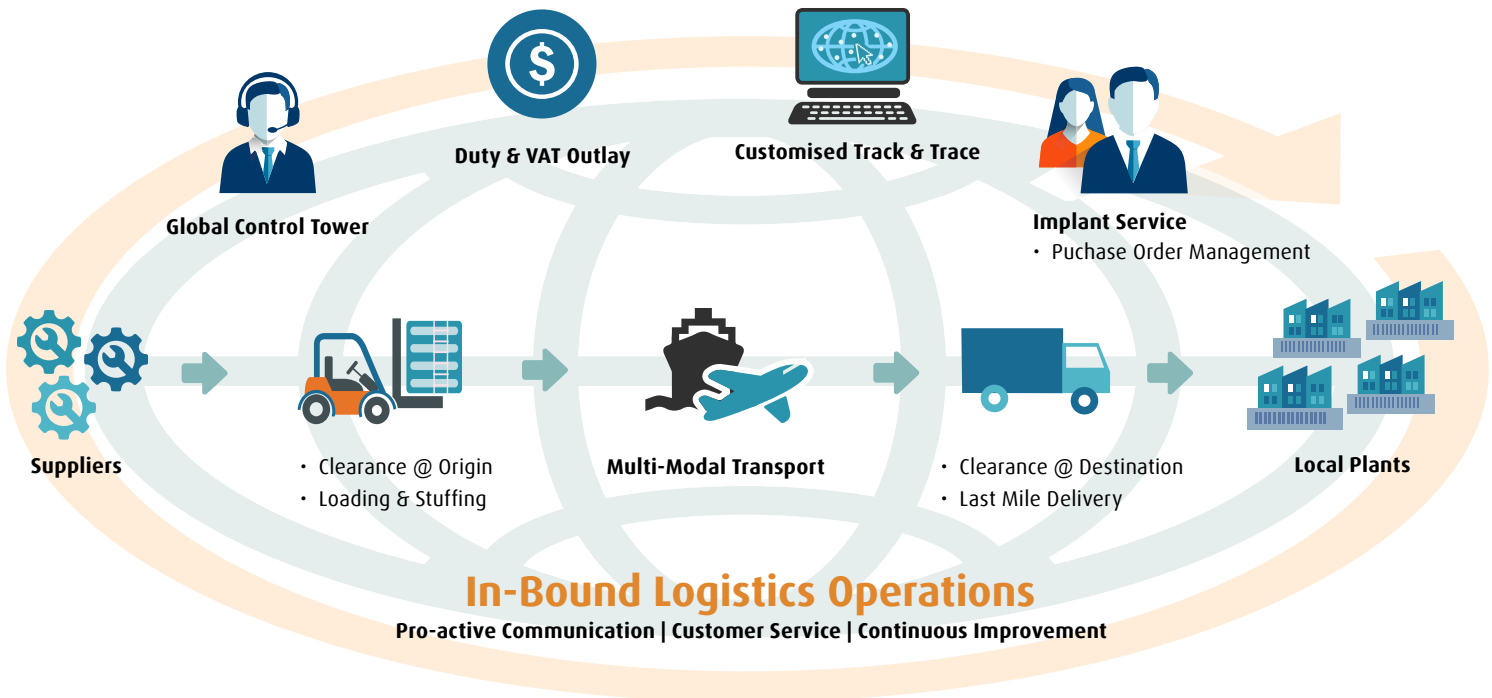 Duty & VAT Outlay
Customised Track & Trace
Global Control Tower
Implant Service
• Puchase Order Management
Suppliers
• Clearance @ Origin
• Loading & Stuffing
Multi-Modal Transport
• Clearance @ Destination
• Last Mile Delivery
Local Plants
In-Bound Logistics Operations
Pro-active Communication | Customer Service | Continuous Improvement